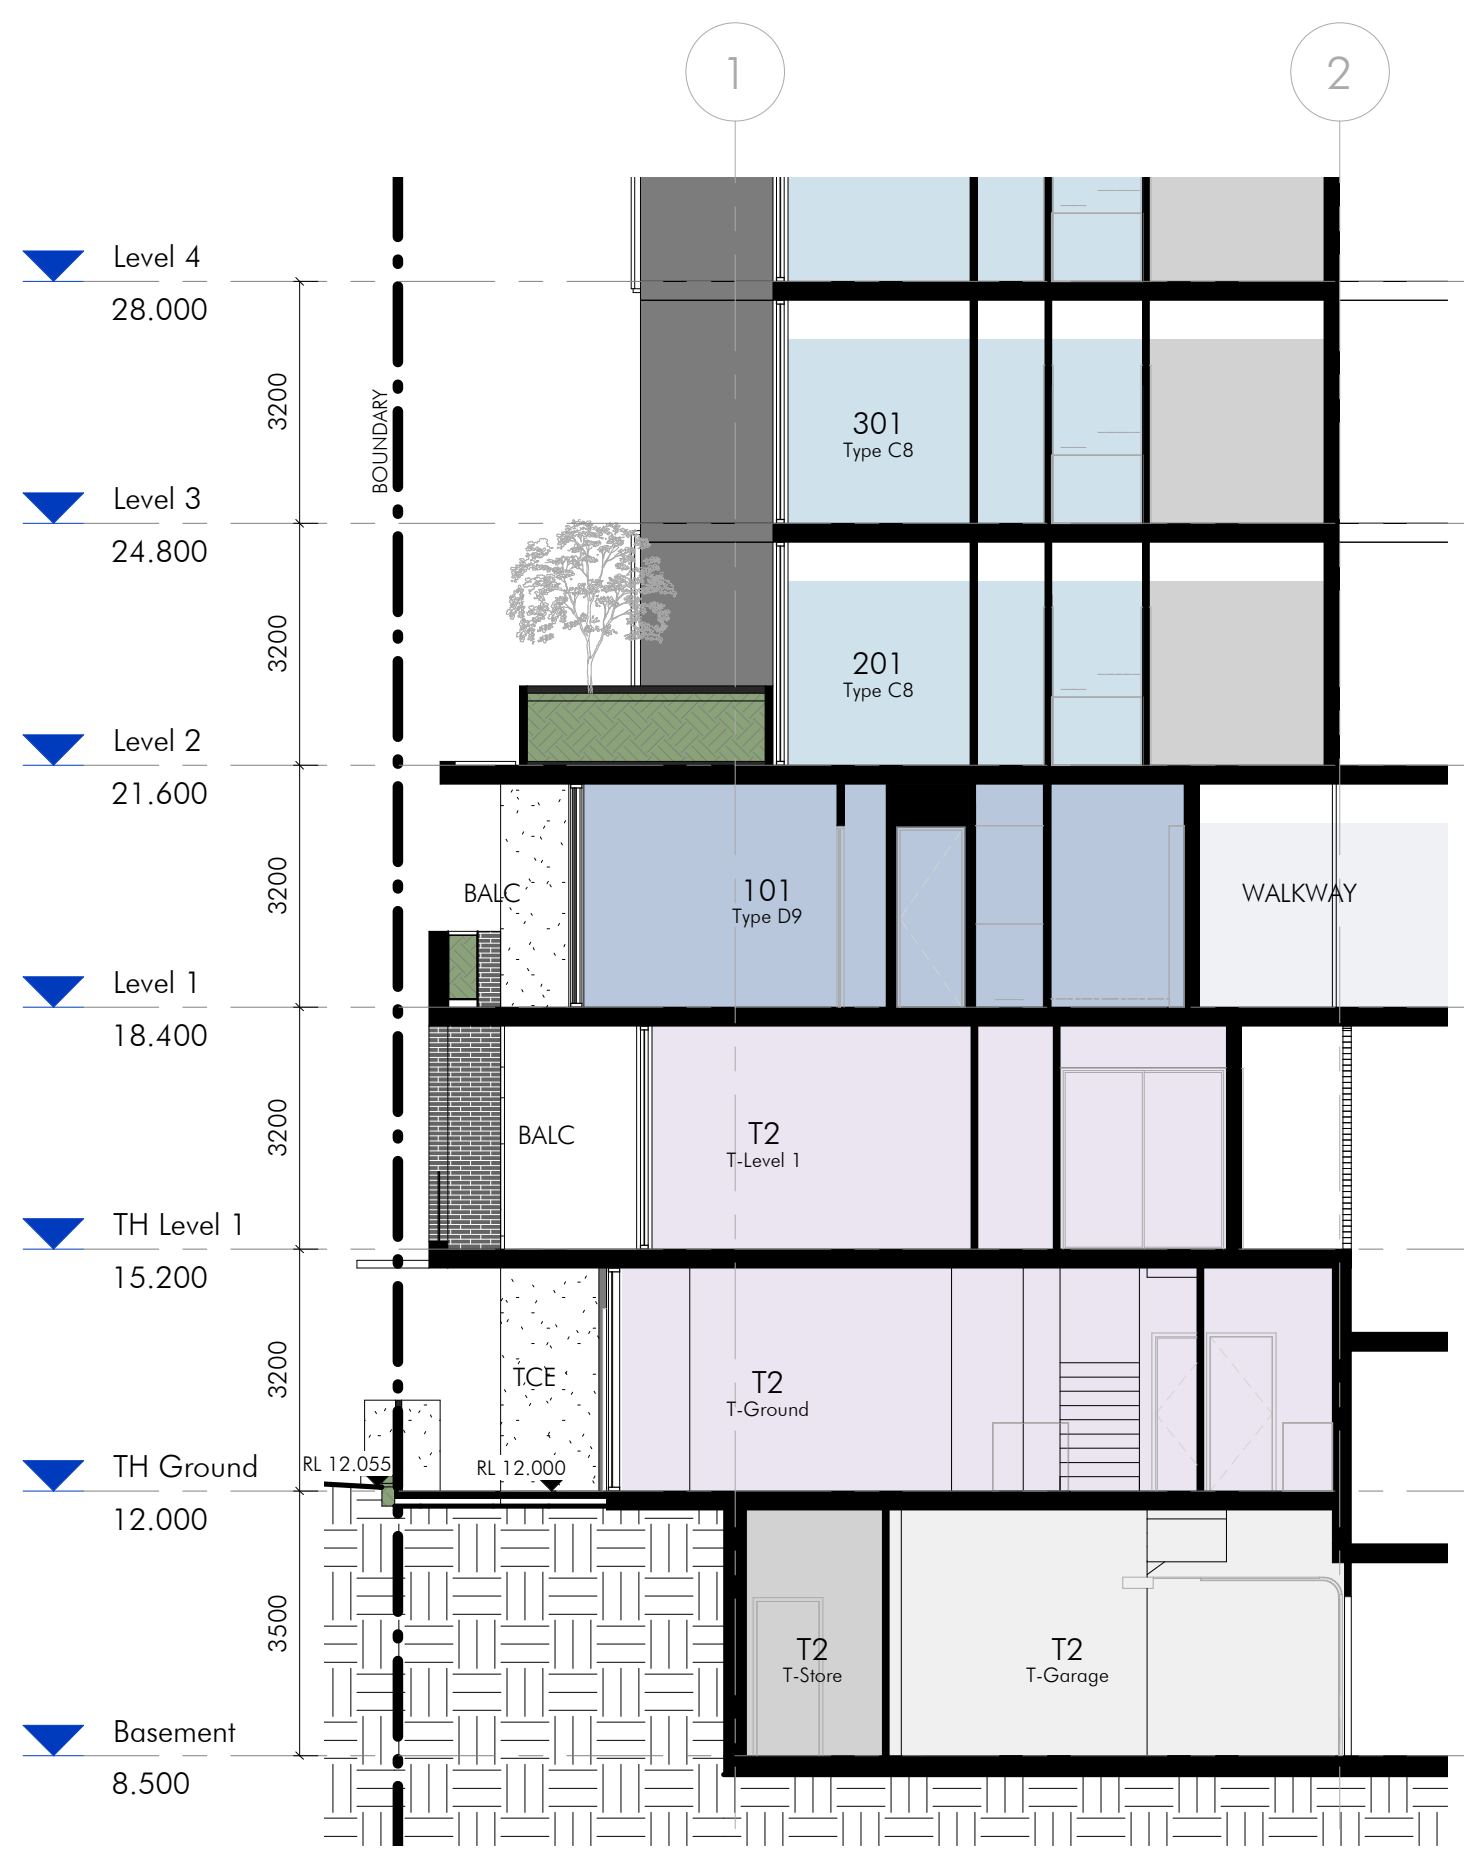 1
2
Level 4
28.000
3200
BOUNDARY
301
Type C8
Level 3
24.800
3200
201
Type C8
Level 2
21.600
3200
BALC
101
Type D9
WALKWAY
Level 1
18.400
3200
BALC
T2
T-Level 1
TH Level 1
15.200
3200
TCE
T2
T-Ground
TH Ground
RL 12.055
RL 12.000
12.000
3500
T2
T-Store
T2
T-Garage
Basement
8.500